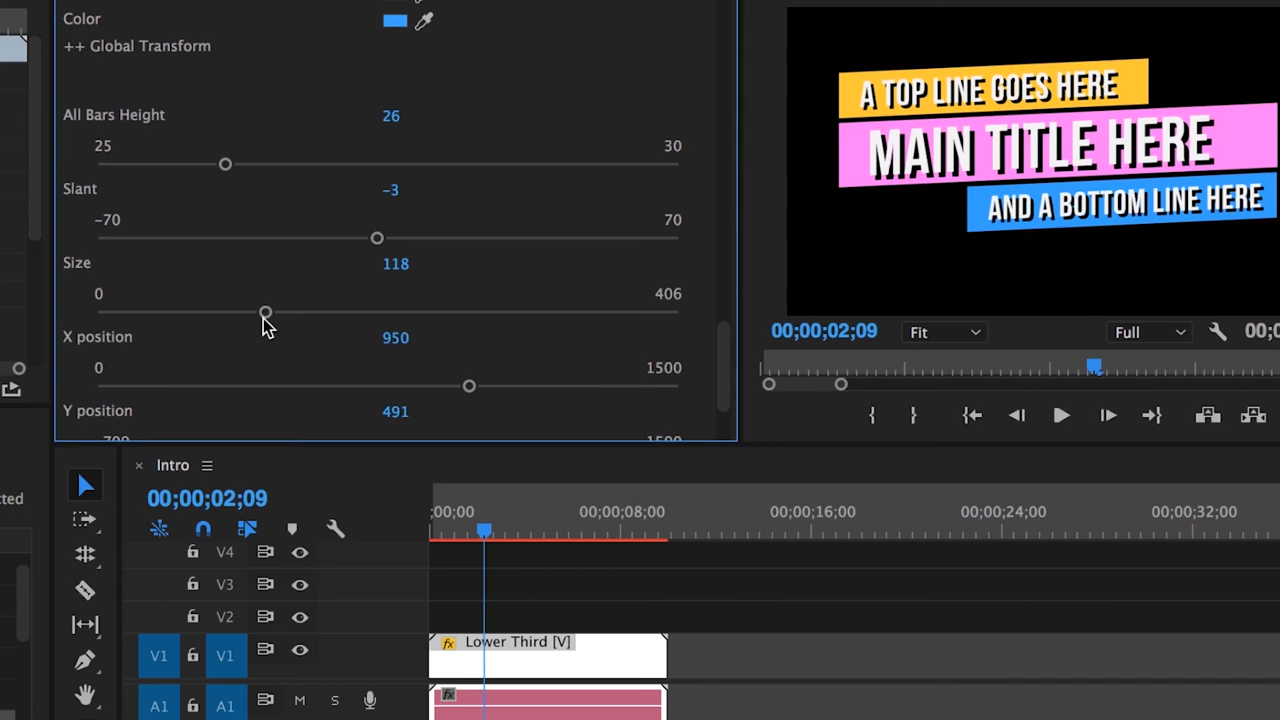 Color
++ Global Transform
All Bars Height 26
25 30
Slant -3
-70 70
Size 118
0 406
X position 950
0 1500
Y position 491
A TOP LINE GOES HERE
MAIN TITLE HERE
AND A BOTTOM LINE HERE
00;00;02;09 Fit Full
Intro
00;00;02;09
;00;00 00;00;08;00 00;00;16;00 00;00;24;00 00;00;32;00
V4
V3
V2
V1 V1 fx Lower Third [V]
A1 A1 M S fx